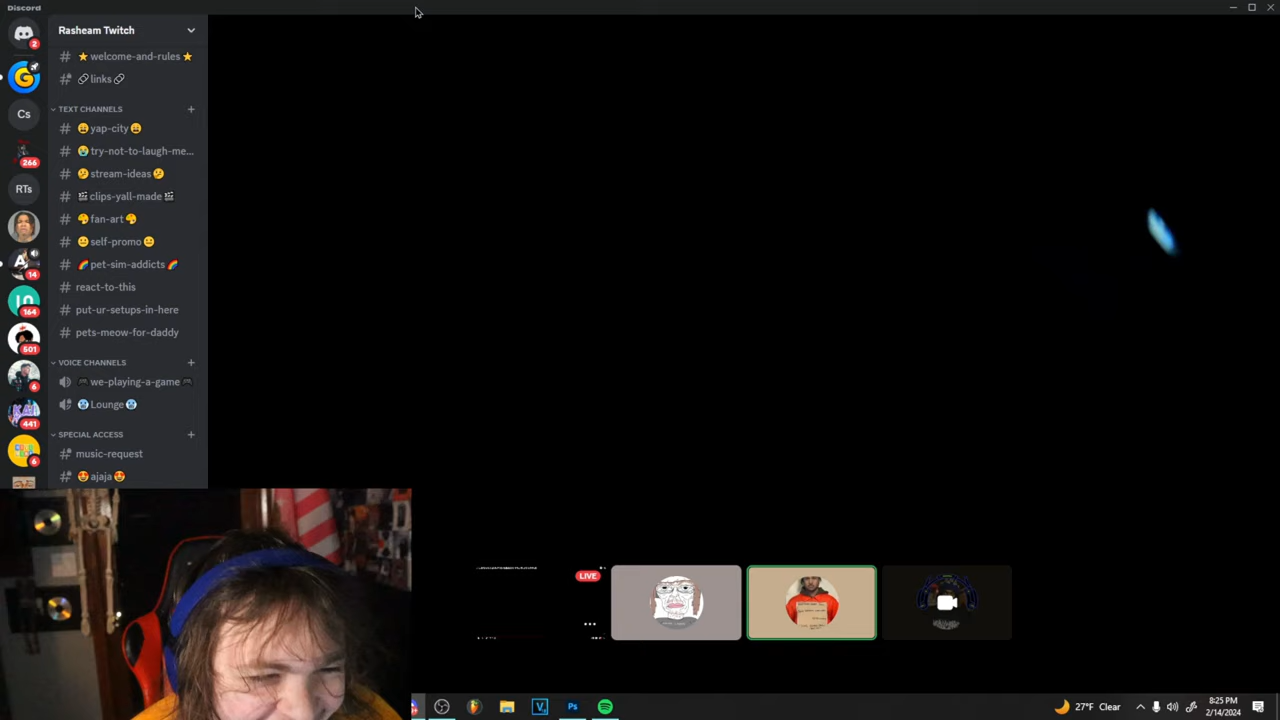 Discord
Rasheam Twitch
2
# ⭐welcome-and-rules⭐
# 🔗links🔗
TEXT CHANNELS
Cs
# 😩yap-city😩
# 😭try-not-to-laugh-me...
266
# 🤔stream-ideas🤔
RTs
# 🎬clips-yall-made🎬
# 🫣fan-art🫣
# 😐self-promo😐
# 🌈pet-sim-addicts🌈
14
# react-to-this
164
# put-ur-setups-in-here
# pets-meow-for-daddy
501
VOICE CHANNELS
🎮we-playing-a-game🎮
6
🥶Lounge🥶
441
SPECIAL ACCESS
music-request
6
😍ajaja😍
LIVE
V
Ps
27°F Clear
8:25 PM
2/14/2024